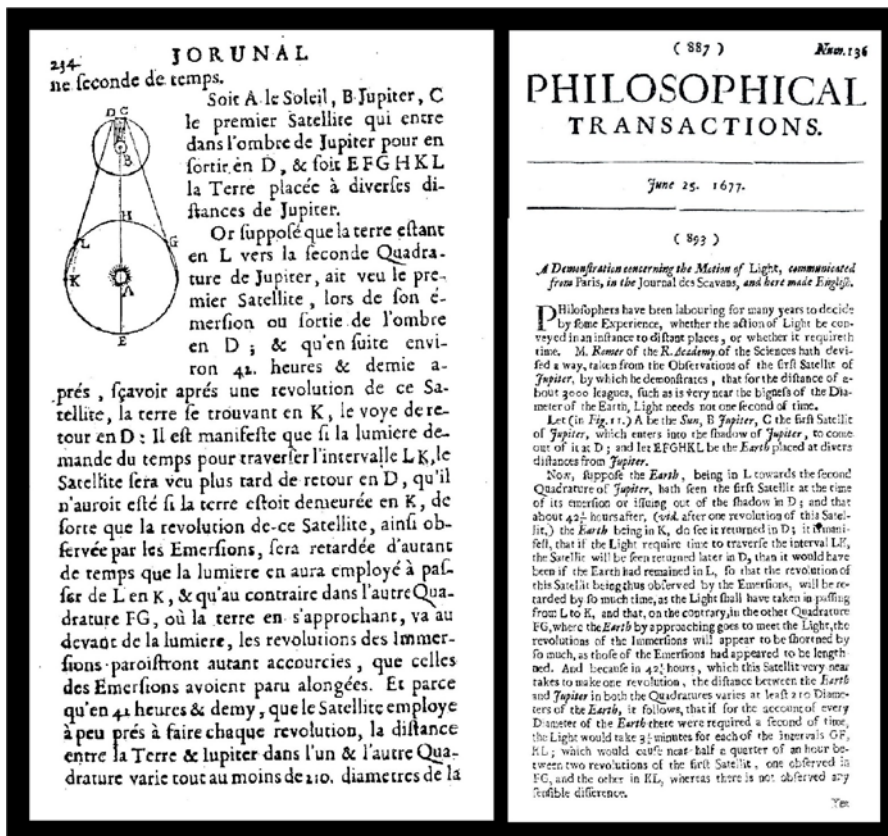 234
JORUNAL
ne ſeconde de temps.
Soit A le Soleil, B Jupiter, C
le premier Satellite qui entre
dans l'ombre de Jupiter pour en
ſortir en D, & ſoit EFGHKL
la Terre placée à diverſes di-
ſtances de Jupiter.
Or ſuppoſé que la terre eſtant
en L vers la ſeconde Quadra-
ture de Jupiter, ait veu le pre-
mier Satellite, lors de ſon é-
merſion ou ſortie de l'ombre
en D; & qu'en ſuite envi-
ron 42. heures & demie a-
prés, ſçavoir aprés une revolution de ce Sa-
tellite, la terre ſe trouvant en K, le voye de re-
tour en D: Il eſt manifeſte que ſi la lumiere de-
mande du temps pour traverſer l'intervalle LK, le
Satellite ſera veu plus tard de retour en D, qu'il
n'auroit eſté ſi la terre eſtoit demeurée en K, de
ſorte que la revolution de ce Satellite, ainſi ob-
ſervée par les Emerſions, ſera retardée d'autant
de temps que la lumiere en aura employé à paſ-
ſer de L en K, & qu'au contraire dans l'autre Qua-
drature FG, où la terre en s'approchant, va au
devant de la lumiere, les revolutions des Immer-
ſions paroiſtront autant accourcies, que celles
des Emerſions avoient paru alongées. Et parce
qu'en 42 heures & demy, que le Satellite employe
à peu prés à faire chaque revolution, la diſtance
entre la Terre & Iupiter dans l'un & l'autre Qua-
drature varie tout au moins de 210. diametres de la
D C
B
H
L
G
K
A
E
( 887 )
Num. 136
PHILOSOPHICAL
TRANSACTIONS.
June 25. 1677.
( 893 )
A Demonſtration concerning the Motion of Light, communicated
from Paris, in the Journal des Scavans, and here made Engliſh.
PHiloſophers have been labouring for many years to decide
by ſome Experience, whether the action of Light be con-
veyed in an inſtance to diſtant places, or whether it requireth
time. M. Romer of the R. Academy of the Sciences hath devi-
ſed a way, taken from the Obſervations of the firſt Satellit of
Jupiter, by which he demonſtrates, that for the diſtance of a-
bout 3000 leagues, ſuch as is very near the bigneſs of the Dia-
meter of the Earth, Light needs not one ſecond of time.
Let (in Fig. 11.) A be the Sun, B Jupiter, C the firſt Satellit
of Jupiter, which enters into the ſhadow of Jupiter, to come
out of it at D; and let EFGHKL be the Earth placed at divers
diſtances from Jupiter.
Now, ſuppoſe the Earth, being in L towards the ſecond
Quadrature of Jupiter, hath ſeen the firſt Satellit at the time
of its emerſion or iſſuing out of the ſhadow in D; and that
about 42½ hours after, (vid. after one revolution of this Satel-
lit,) the Earth being in K, do ſee it returned in D; it is mani-
feſt, that if the Light require time to traverſe the interval LK,
the Satellit will be ſeen returned later in D, than it would have
been if the Earth had remained in L, ſo that the revolution of
this Satellit being thus obſerved by the Emerſions, will be re-
tarded by ſo much time, as the Light ſhall have taken in paſſing
from L to K, and that, on the contrary, in the other Quadrature
FG, where the Earth by approaching goes to meet the Light, the
revolutions of the Immerſions will appear to be ſhortned by
ſo much, as thoſe of the Emerſions had appeared to be length-
ned. And becauſe in 42½ hours, which this Satellit very near
takes to make one revolution, the diſtance between the Earth
and Jupiter in both the Quadratures varies at leaſt 210 Diame-
ters of the Earth, it follows, that if for the account of every
Diameter of the Earth there were required a ſecond of time,
the Light would take 3½ minutes for each of the intervals GF,
KL; which would cauſe near half a quarter of an hour be-
tween two revolutions of the firſt Satellit, one obſerved in
FG, and the other in KL, whereas there is not obſerved any
ſenſible difference.
Yet